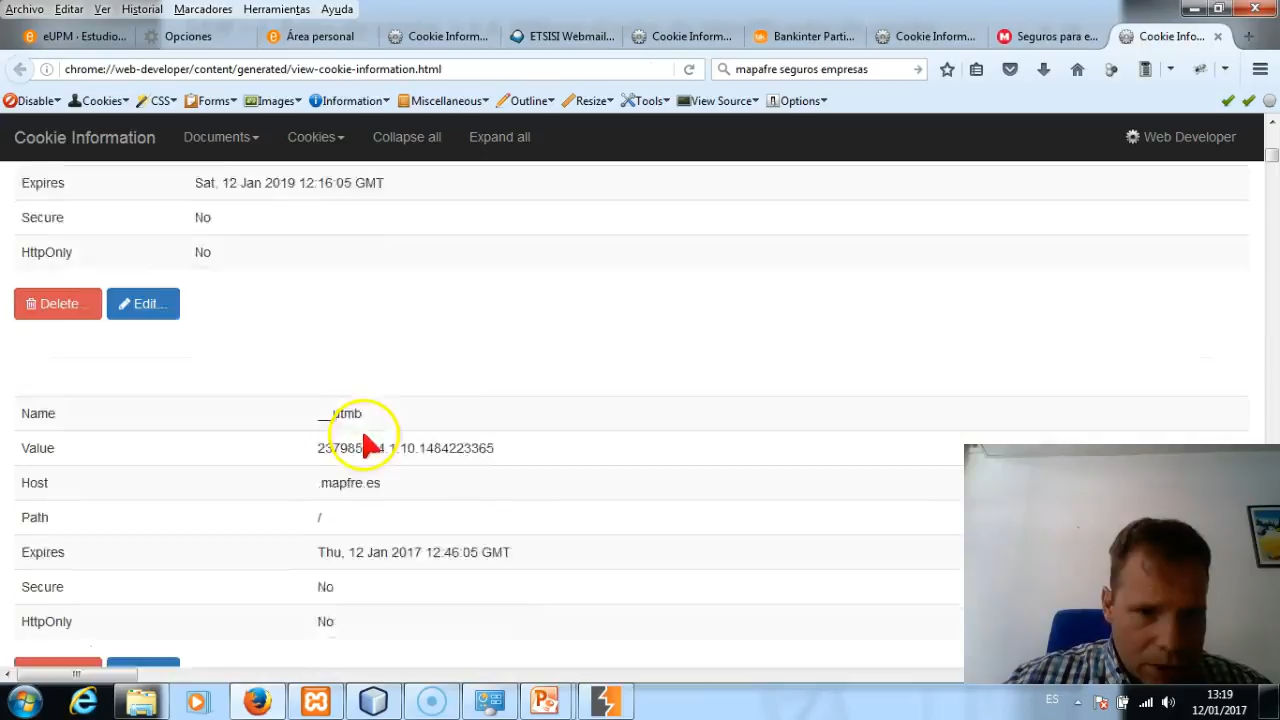 Archivo Editar Ver Historial Marcadores Herramientas Ayuda
eUPM - Estudio... Opciones Área personal Cookie Inform... ETSISI Webmail... Cookie Inform... Bankinter Parti... Cookie Inform... Seguros para e... Cookie Info...
chrome://web-developer/content/generated/view-cookie-information.html mapafre seguros empresas
Disable Cookies CSS Forms Images Information Miscellaneous Outline Resize Tools View Source Options
Cookie Information Documents Cookies Collapse all Expand all Web Developer
Expires Sat, 12 Jan 2019 12:16:05 GMT
Secure No
HttpOnly No
Delete... Edit...
Name __utmb
Value
Host .mapfre.es
Path /
Expires Thu, 12 Jan 2017 12:46:05 GMT
Secure No
HttpOnly No
ES 13:19
12/01/2017